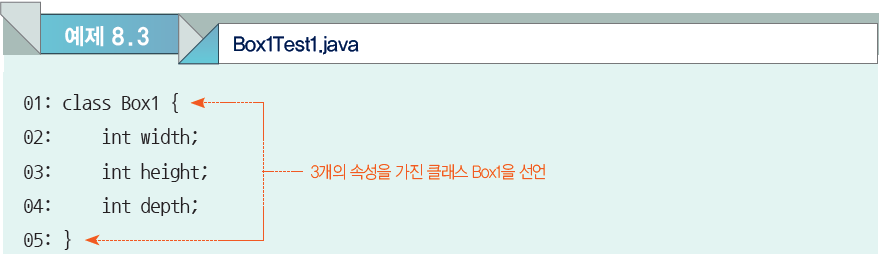 예제 8.3
Box1Test1.java
01: class Box1 {
02:     int width;
03:     int height;
3개의 속성을 가진 클래스 Box1을 선언
04:     int depth;
05: }